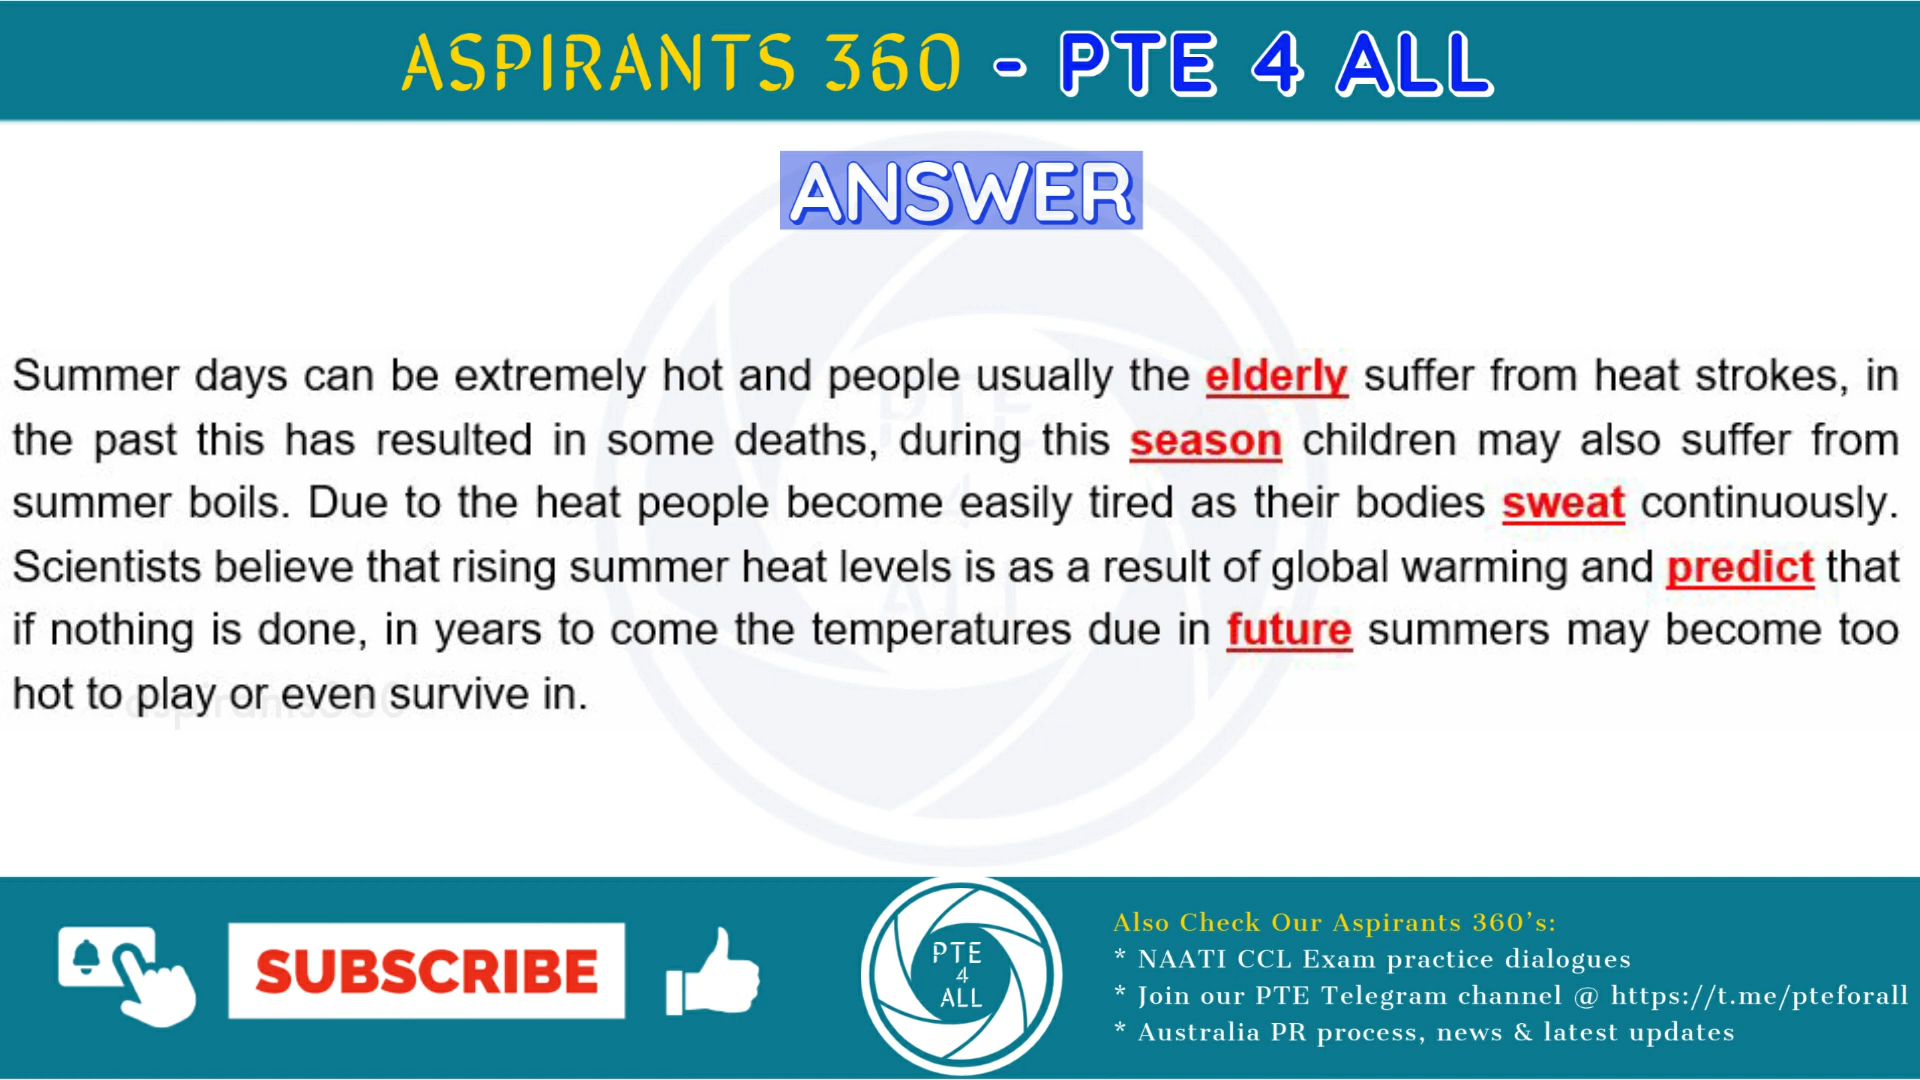 ASPIRANTS 360 - PTE 4 ALL
ANSWER
Summer days can be extremely hot and people usually the elderly suffer from heat strokes, in
the past this has resulted in some deaths, during this season children may also suffer from
summer boils. Due to the heat people become easily tired as their bodies sweat continuously.
Scientists believe that rising summer heat levels is as a result of global warming and predict that
if nothing is done, in years to come the temperatures due in future summers may become too
hot to play or even survive in.
aspirants360
PTE
4
ALL
SUBSCRIBE
PTE
4
ALL
Also Check Our Aspirants 360's:
* NAATI CCL Exam practice dialogues
* Join our PTE Telegram channel @ https://t.me/pteforall
* Australia PR process, news & latest updates